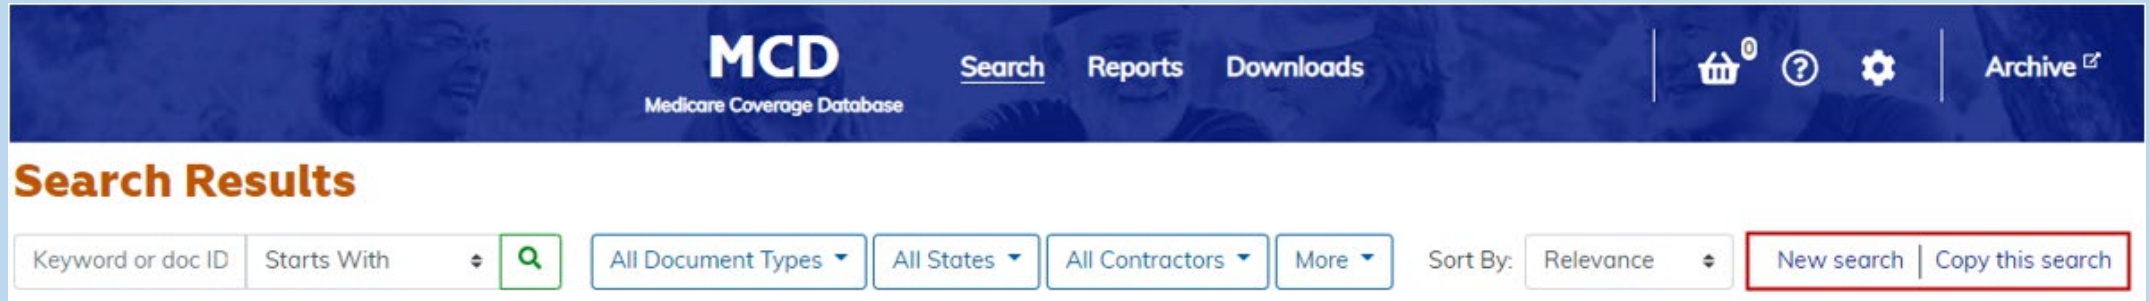 MCD
Medicare Coverage Database
Search Reports Downloads
0
?
Archive
Search Results
Keyword or doc ID Starts With All Document Types All States All Contractors More Sort By: Relevance New search | Copy this search